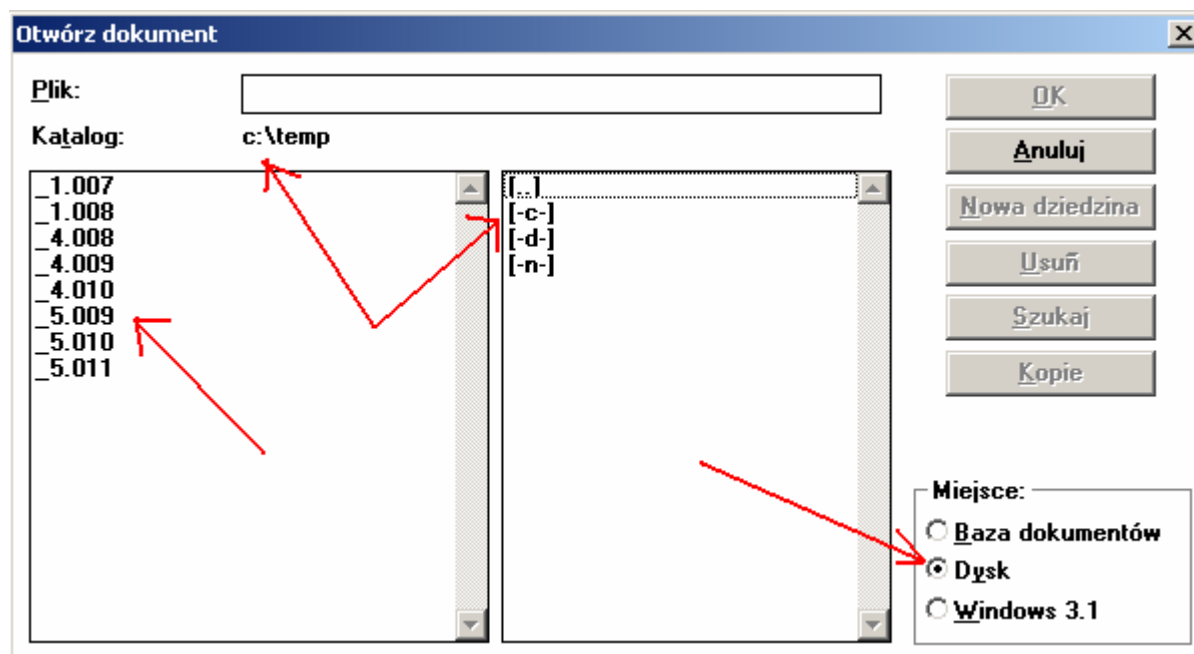 Otwórz dokument
Plik:
Katalog: c:\temp
_1.007
_1.008
_4.008
_4.009
_4.010
_5.009
_5.010
_5.011
[..]
[-c-]
[-d-]
[-n-]
OK
Anuluj
Nowa dziedzina
Usuñ
Szukaj
Kopie
Miejsce:
Baza dokumentów
Dysk
Windows 3.1